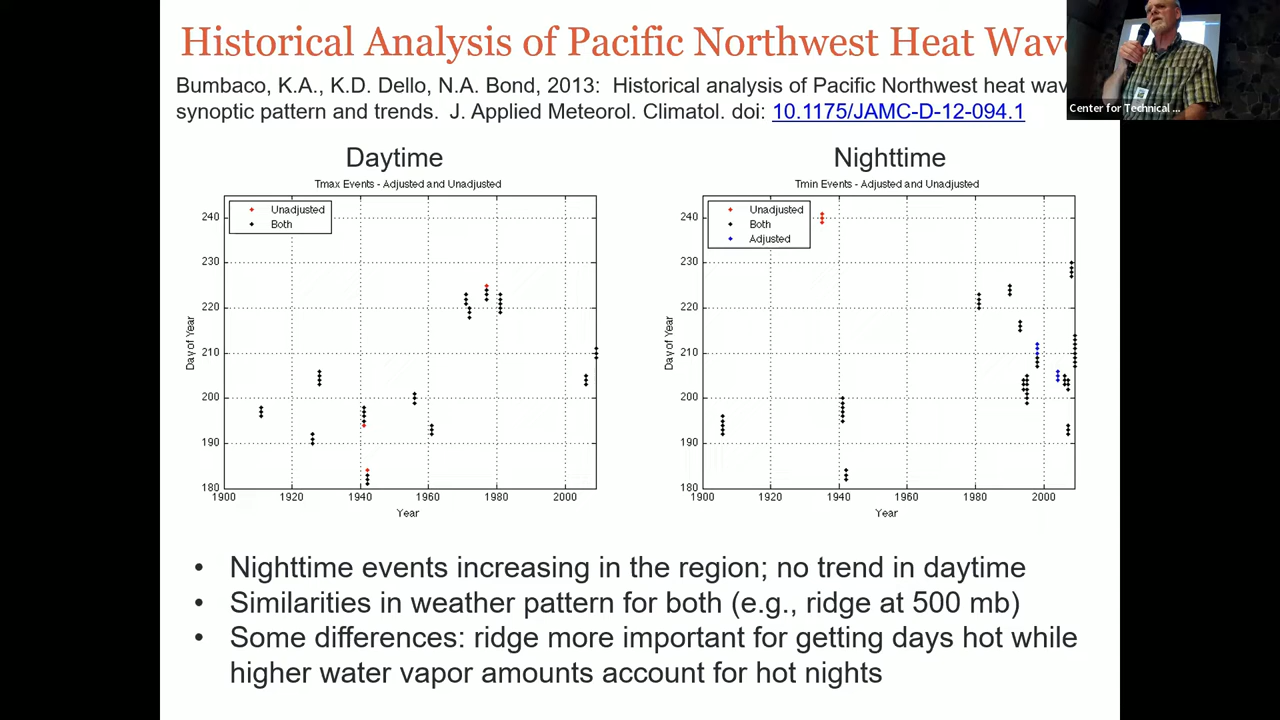 Historical Analysis of Pacific Northwest Heat Wav
Bumbaco, K.A., K.D. Dello, N.A. Bond, 2013: Historical analysis of Pacific Northwest heat wav
synoptic pattern and trends. J. Applied Meteorol. Climatol. doi: 10.1175/JAMC-D-12-094.1
Center for Technical ...
Daytime
Tmax Events - Adjusted and Unadjusted
Unadjusted
Both
240
230
220
210
200
190
180
Day of Year
1900 1920 1940 1960 1980 2000
Year
Nighttime
Tmin Events - Adjusted and Unadjusted
Unadjusted
Both
Adjusted
240
230
220
210
200
190
180
Day of Year
1900 1920 1940 1960 1980 2000
Year
• Nighttime events increasing in the region; no trend in daytime
• Similarities in weather pattern for both (e.g., ridge at 500 mb)
• Some differences: ridge more important for getting days hot while
higher water vapor amounts account for hot nights